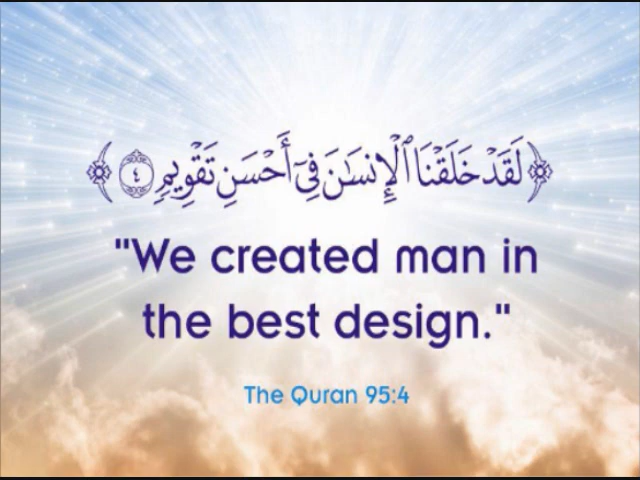 ﴿لَقَدْ خَلَقْنَا ٱلْإِنسَـٰنَ فِىٓ أَحْسَنِ تَقْوِيمٍ ٤﴾
"We created man in
the best design."
The Quran 95:4